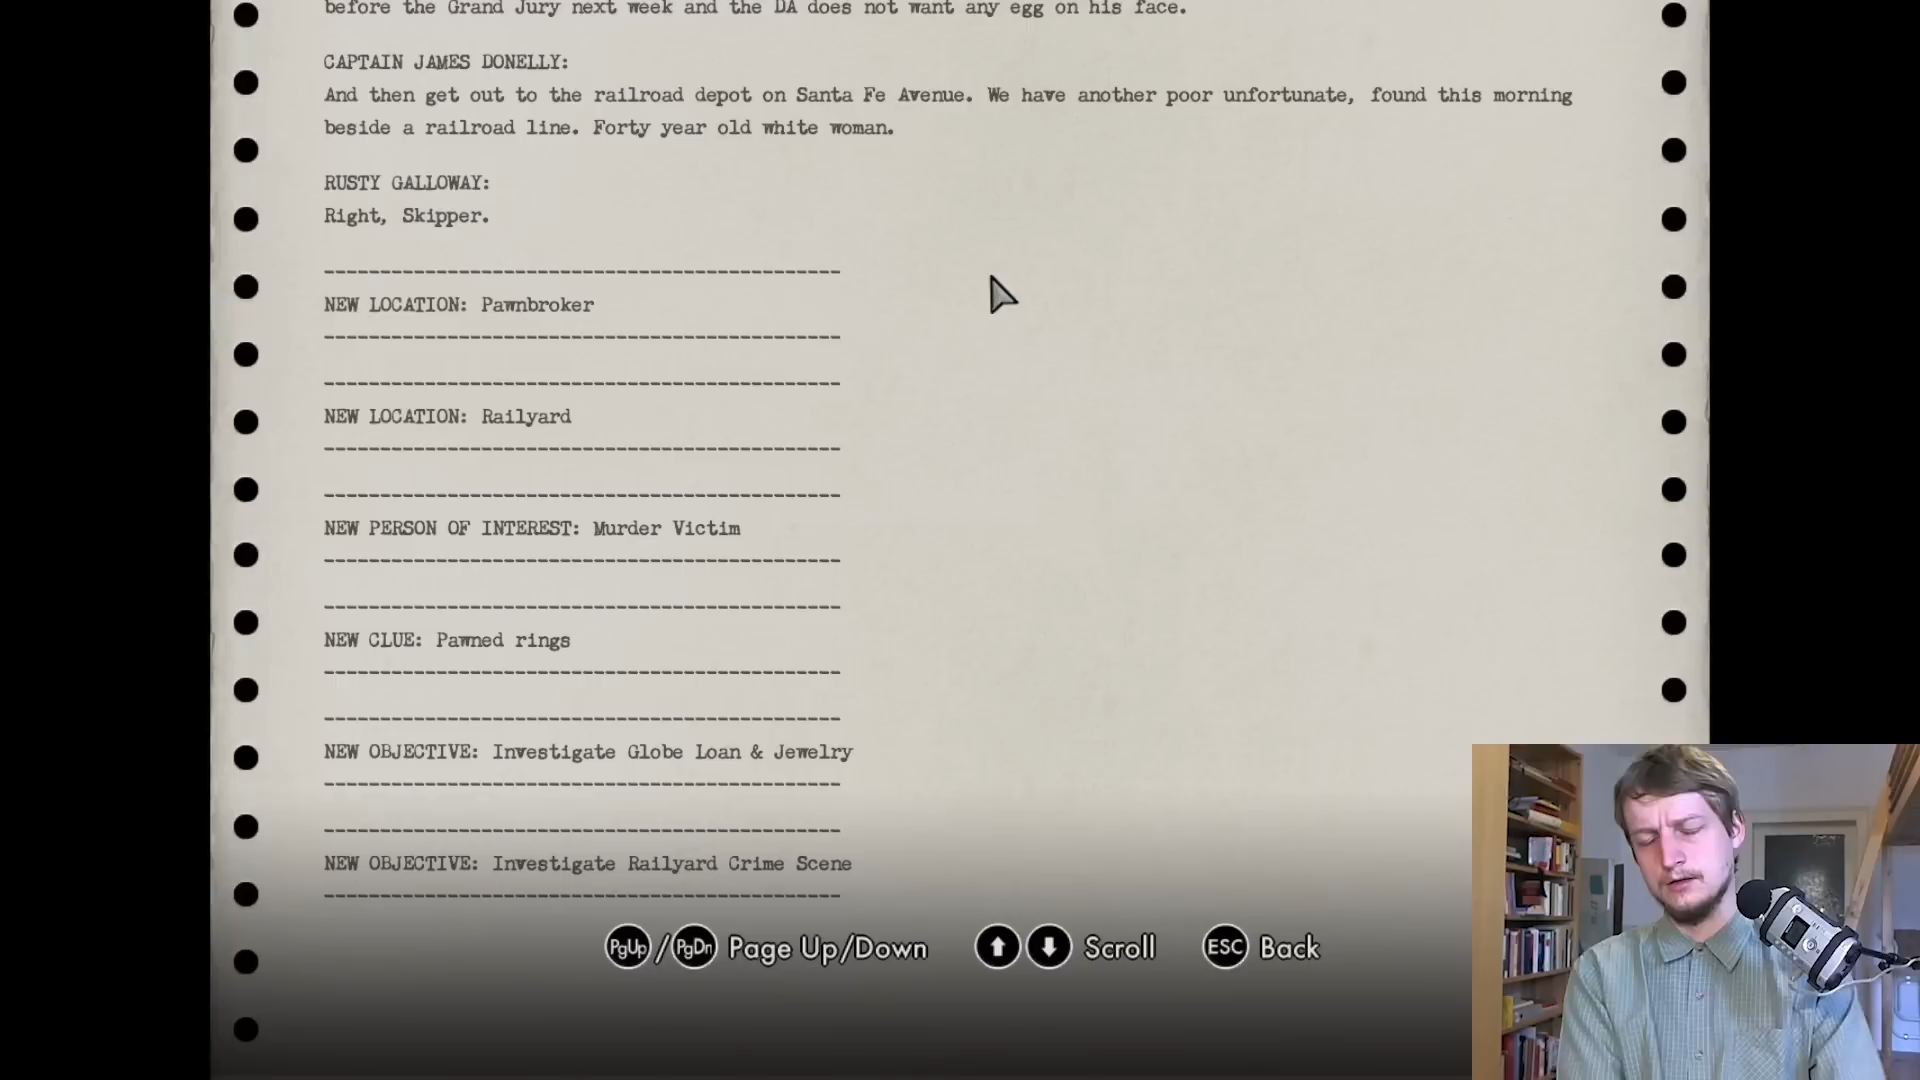 before the Grand Jury next week and the DA does not want any egg on his face.
CAPTAIN JAMES DONELLY:
And then get out to the railroad depot on Santa Fe Avenue. We have another poor unfortunate, found this morning
beside a railroad line. Forty year old white woman.
RUSTY GALLOWAY:
Right, Skipper.
----------------------------------------------
NEW LOCATION: Pawnbroker
----------------------------------------------
----------------------------------------------
NEW LOCATION: Railyard
----------------------------------------------
----------------------------------------------
NEW PERSON OF INTEREST: Murder Victim
----------------------------------------------
----------------------------------------------
NEW CLUE: Pawned rings
----------------------------------------------
----------------------------------------------
NEW OBJECTIVE: Investigate Globe Loan & Jewelry
----------------------------------------------
----------------------------------------------
NEW OBJECTIVE: Investigate Railyard Crime Scene
----------------------------------------------
PgUp/PgDn Page Up/Down ↑ ↓ Scroll ESC Back